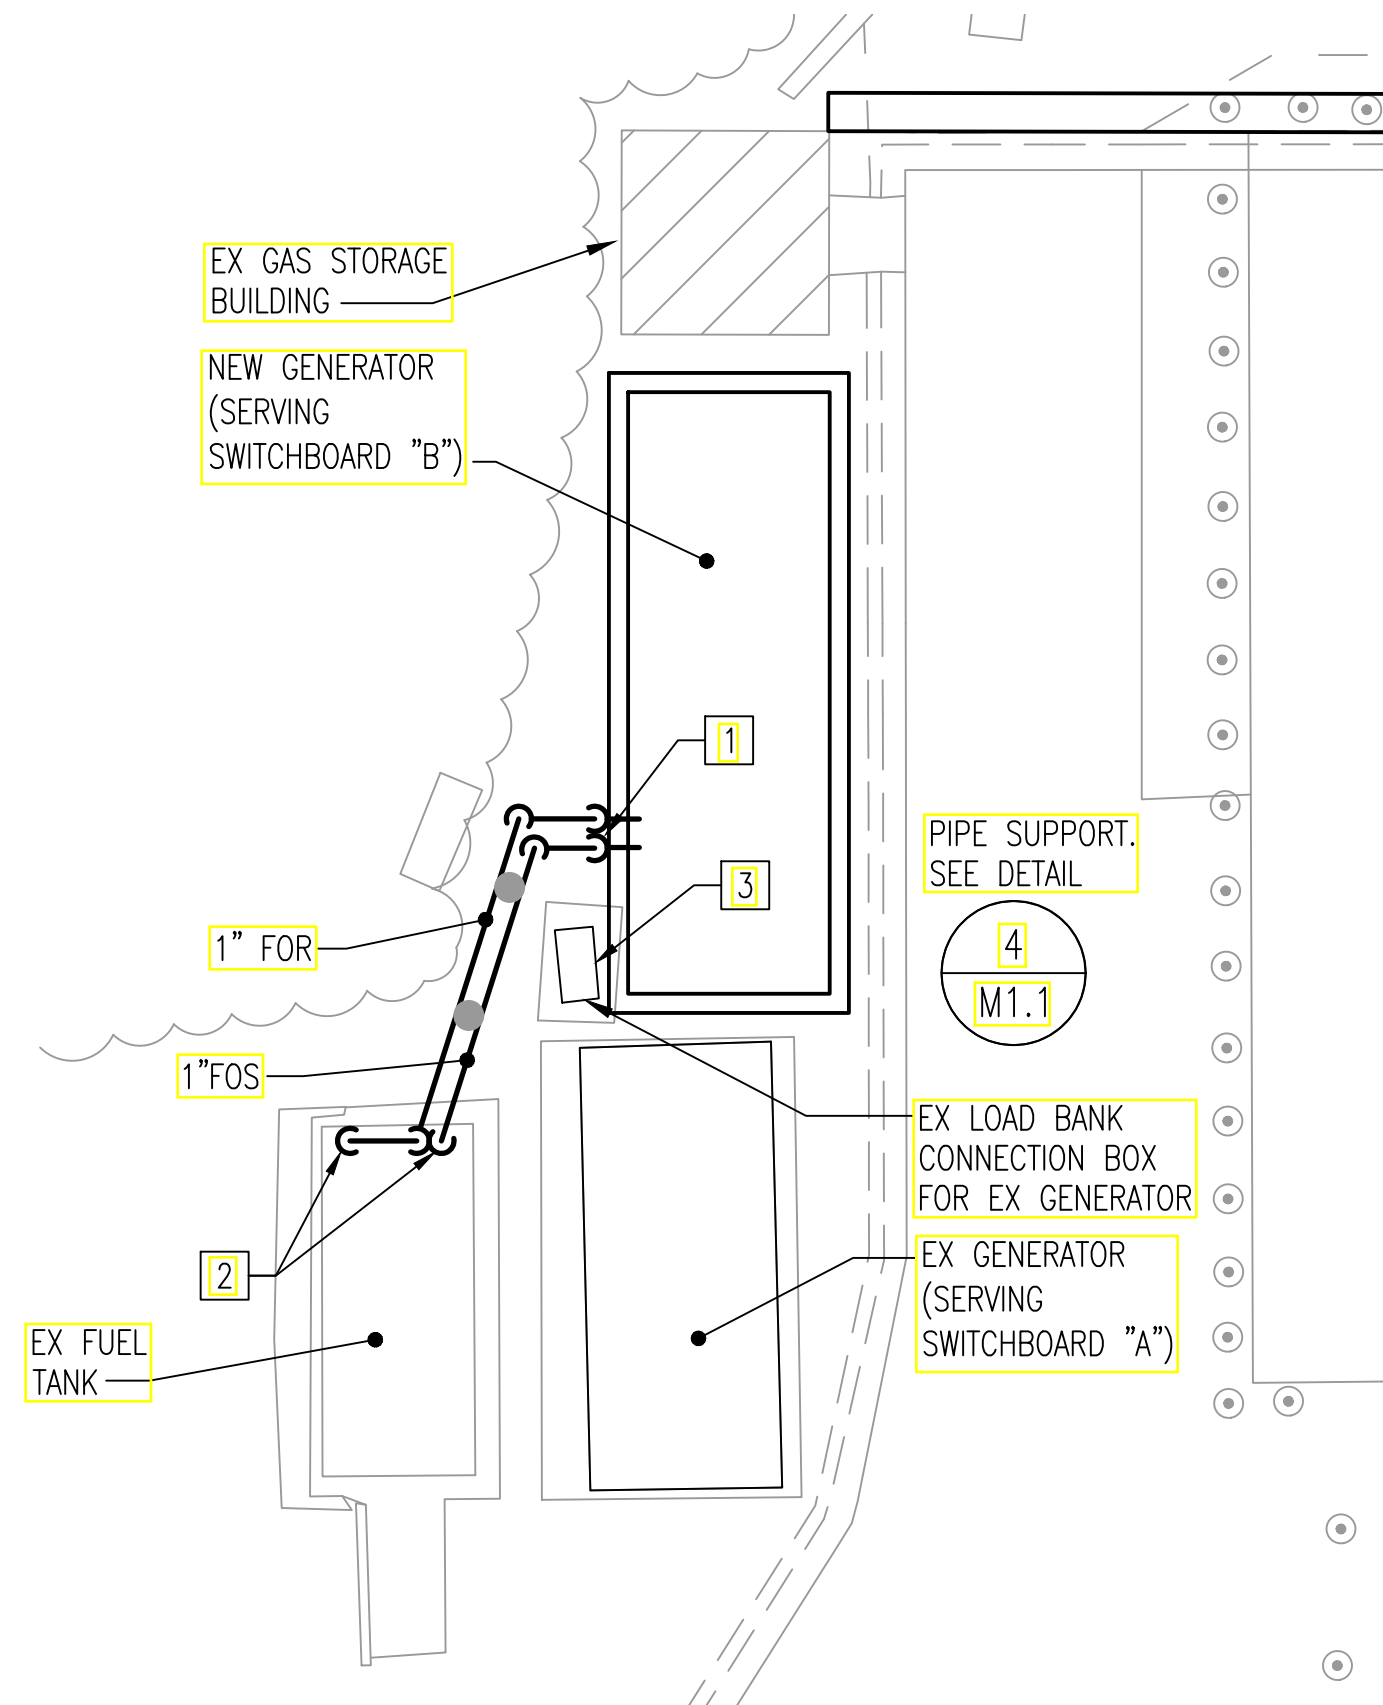 EX GAS STORAGE
BUILDING
NEW GENERATOR
(SERVING
SWITCHBOARD "B")
1
3
PIPE SUPPORT.
SEE DETAIL
4
M1.1
1" FOR
1"FOS
EX LOAD BANK
CONNECTION BOX
FOR EX GENERATOR
EX GENERATOR
(SERVING
SWITCHBOARD "A")
2
EX FUEL
TANK